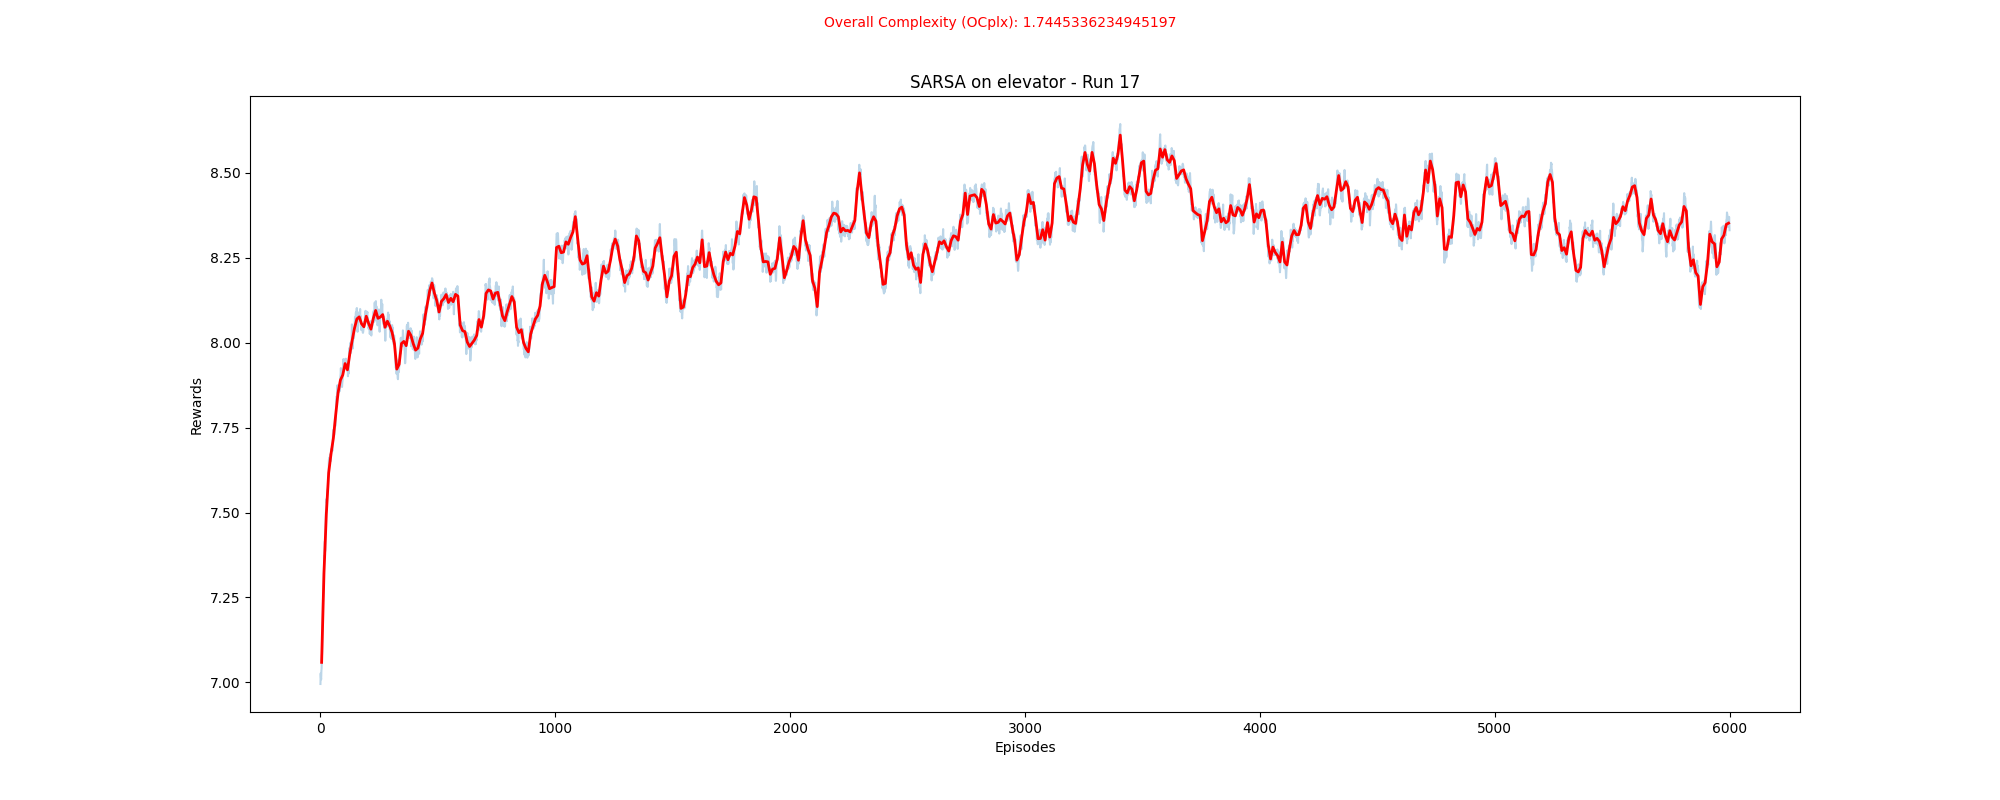 Overall Complexity (OCplx): 1.7445336234945197
SARSA on elevator - Run 17
Rewards
8.50
8.25
8.00
7.75
7.50
7.25
7.00
0 1000 2000 3000 4000 5000 6000
Episodes